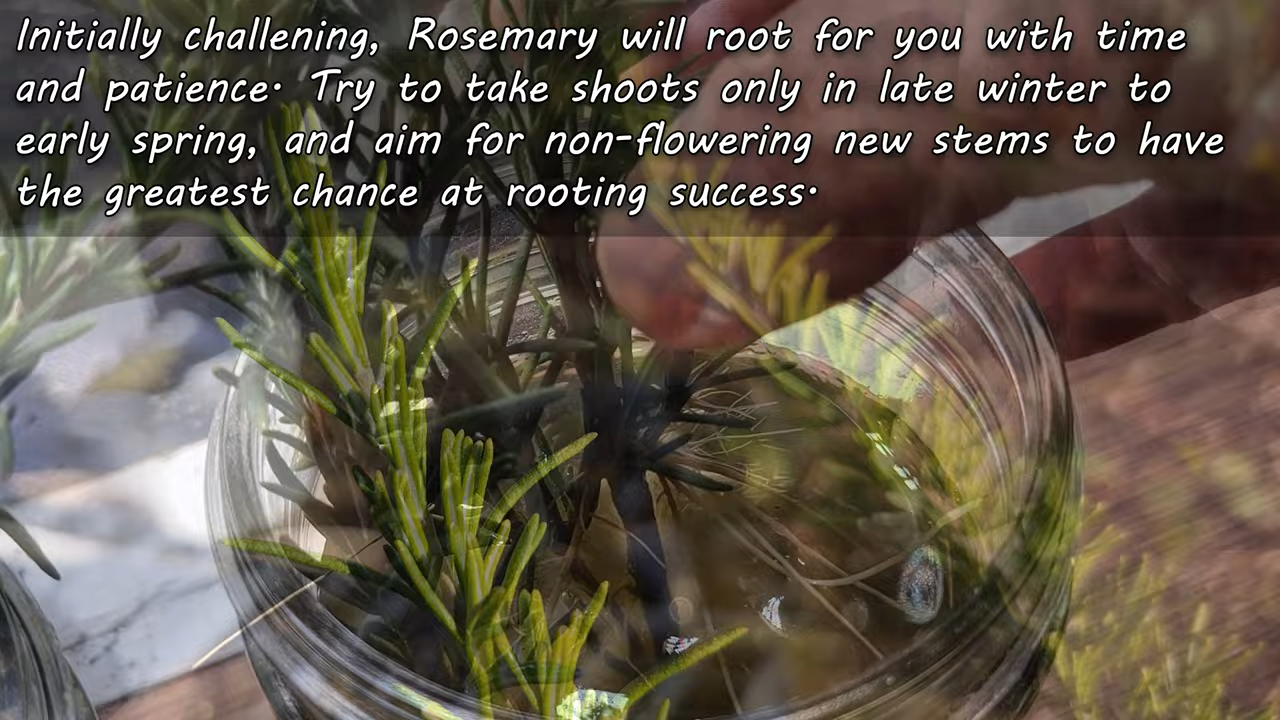 Initially challening, Rosemary will root for you with time
and patience. Try to take shoots only in late winter to
early spring, and aim for non-flowering new stems to have
the greatest chance at rooting success.